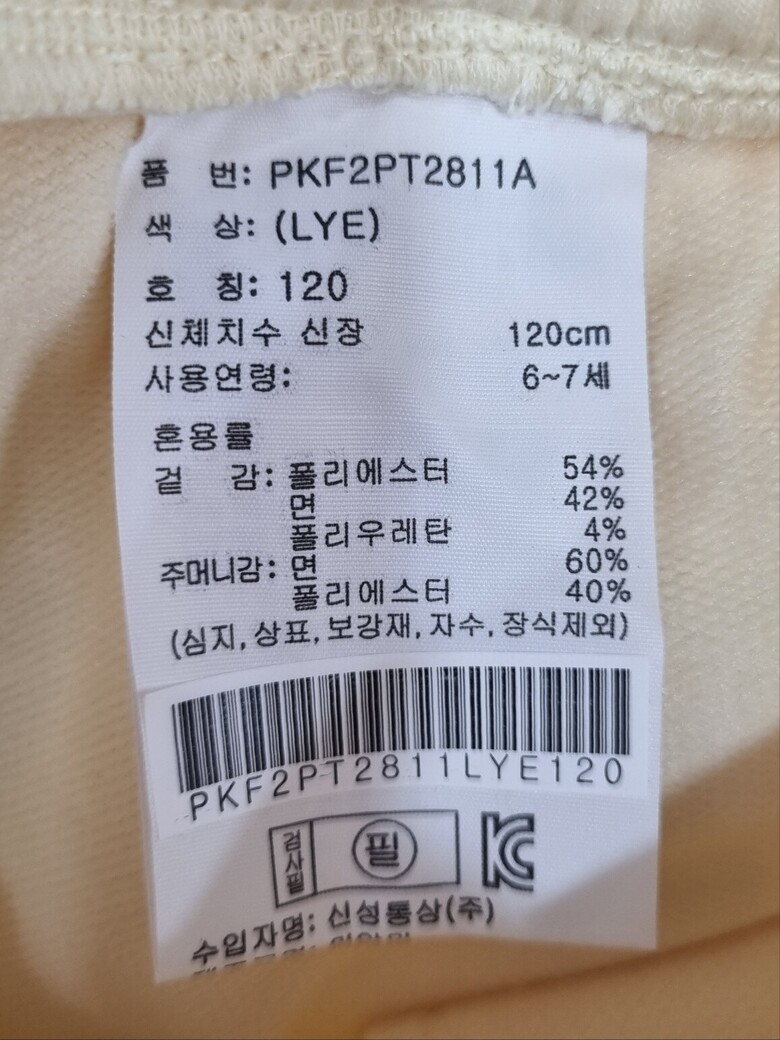 품 번: PKF2PT2811A
색 상: (LYE)
호 칭: 120
신체치수 신장 120cm
사용연령: 6~7세
혼용률
겉 감: 폴리에스터 54%
면 42%
폴리우레탄 4%
주머니감: 면 60%
폴리에스터 40%
(심지,상표,보강재,자수,장식제외)
PKF2PT2811LYE120
검사필 필 KC
수입자명: 신성통상(주)